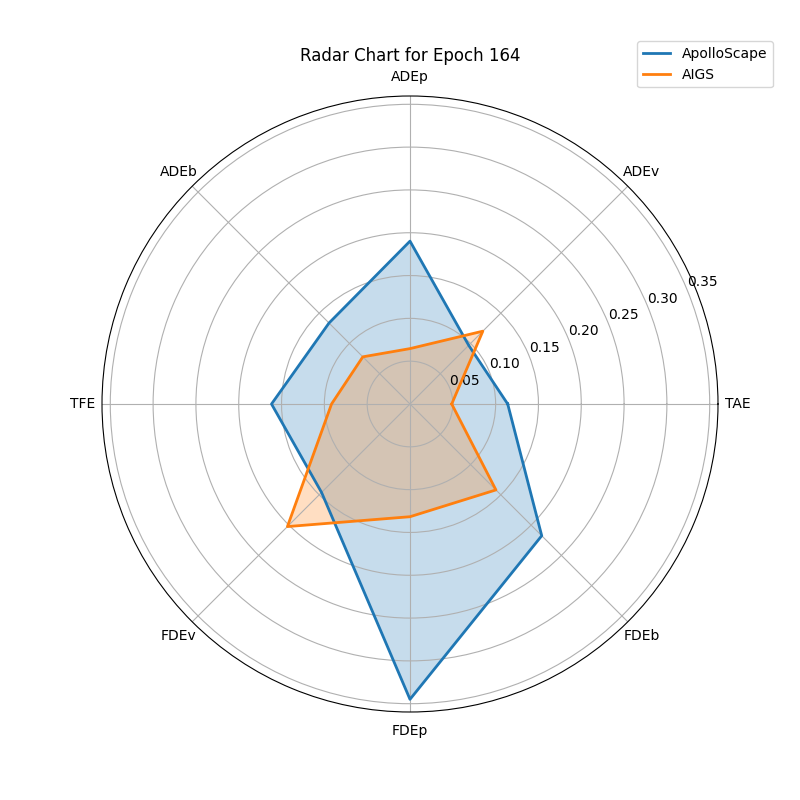 Radar Chart for Epoch 164
ApolloScape
AIGS
ADEp
ADEb
ADEv
0.35
0.30
0.25
0.20
0.15
0.10
0.05
TFE
TAE
FDEv
FDEb
FDEp